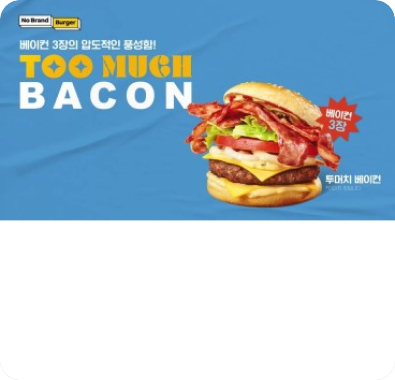 No Brand Burger
베이컨 3장의 압도적인 풍성함!
TOO MUCH
BACON
베이컨
3장
투머치 베이컨